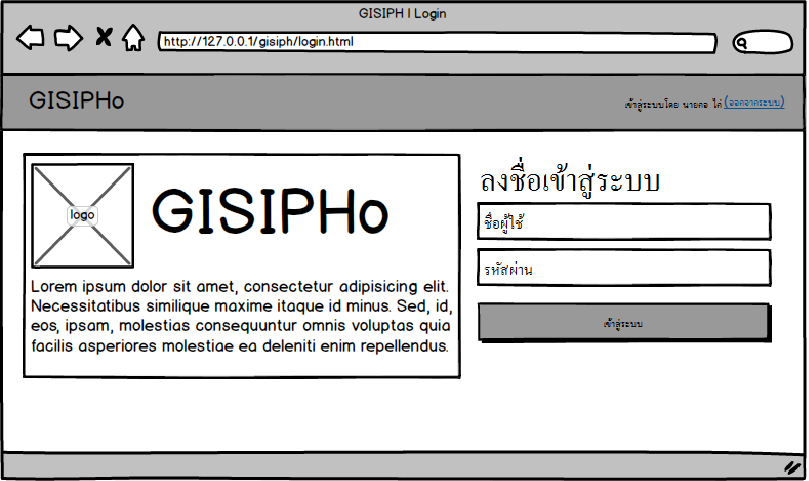 GISIPH | Login
http://127.0.0.1/gisiph/login.html
GISIPHo
เข้าสู่ระบบโดย นายกอ ไก่ (ออกจากระบบ)
logo
GISIPHo
Lorem ipsum dolor sit amet, consectetur adipisicing elit.
Necessitatibus similique maxime itaque id minus. Sed, id,
eos, ipsam, molestias consequuntur omnis voluptas quia
facilis asperiores molestiae ea deleniti enim repellendus.
ลงชื่อเข้าสู่ระบบ
ชื่อผู้ใช้
รหัสผ่าน
เข้าสู่ระบบ